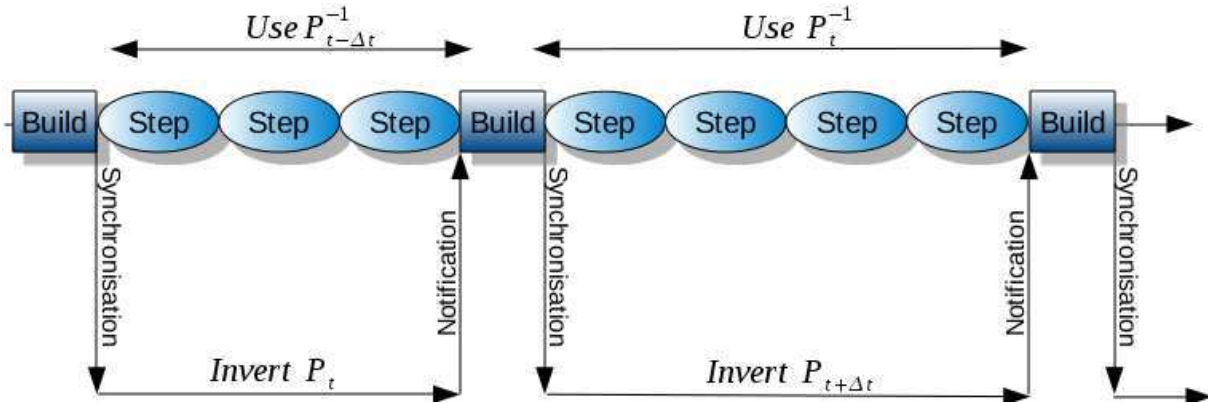 Use P_{t-Δt}^{-1} Use P_t^{-1}
Build Step Step Step Build Step Step Step Step Build
Synchronisation Notification Synchronisation Notification Synchronisation
Invert P_t Invert P_{t+Δt}